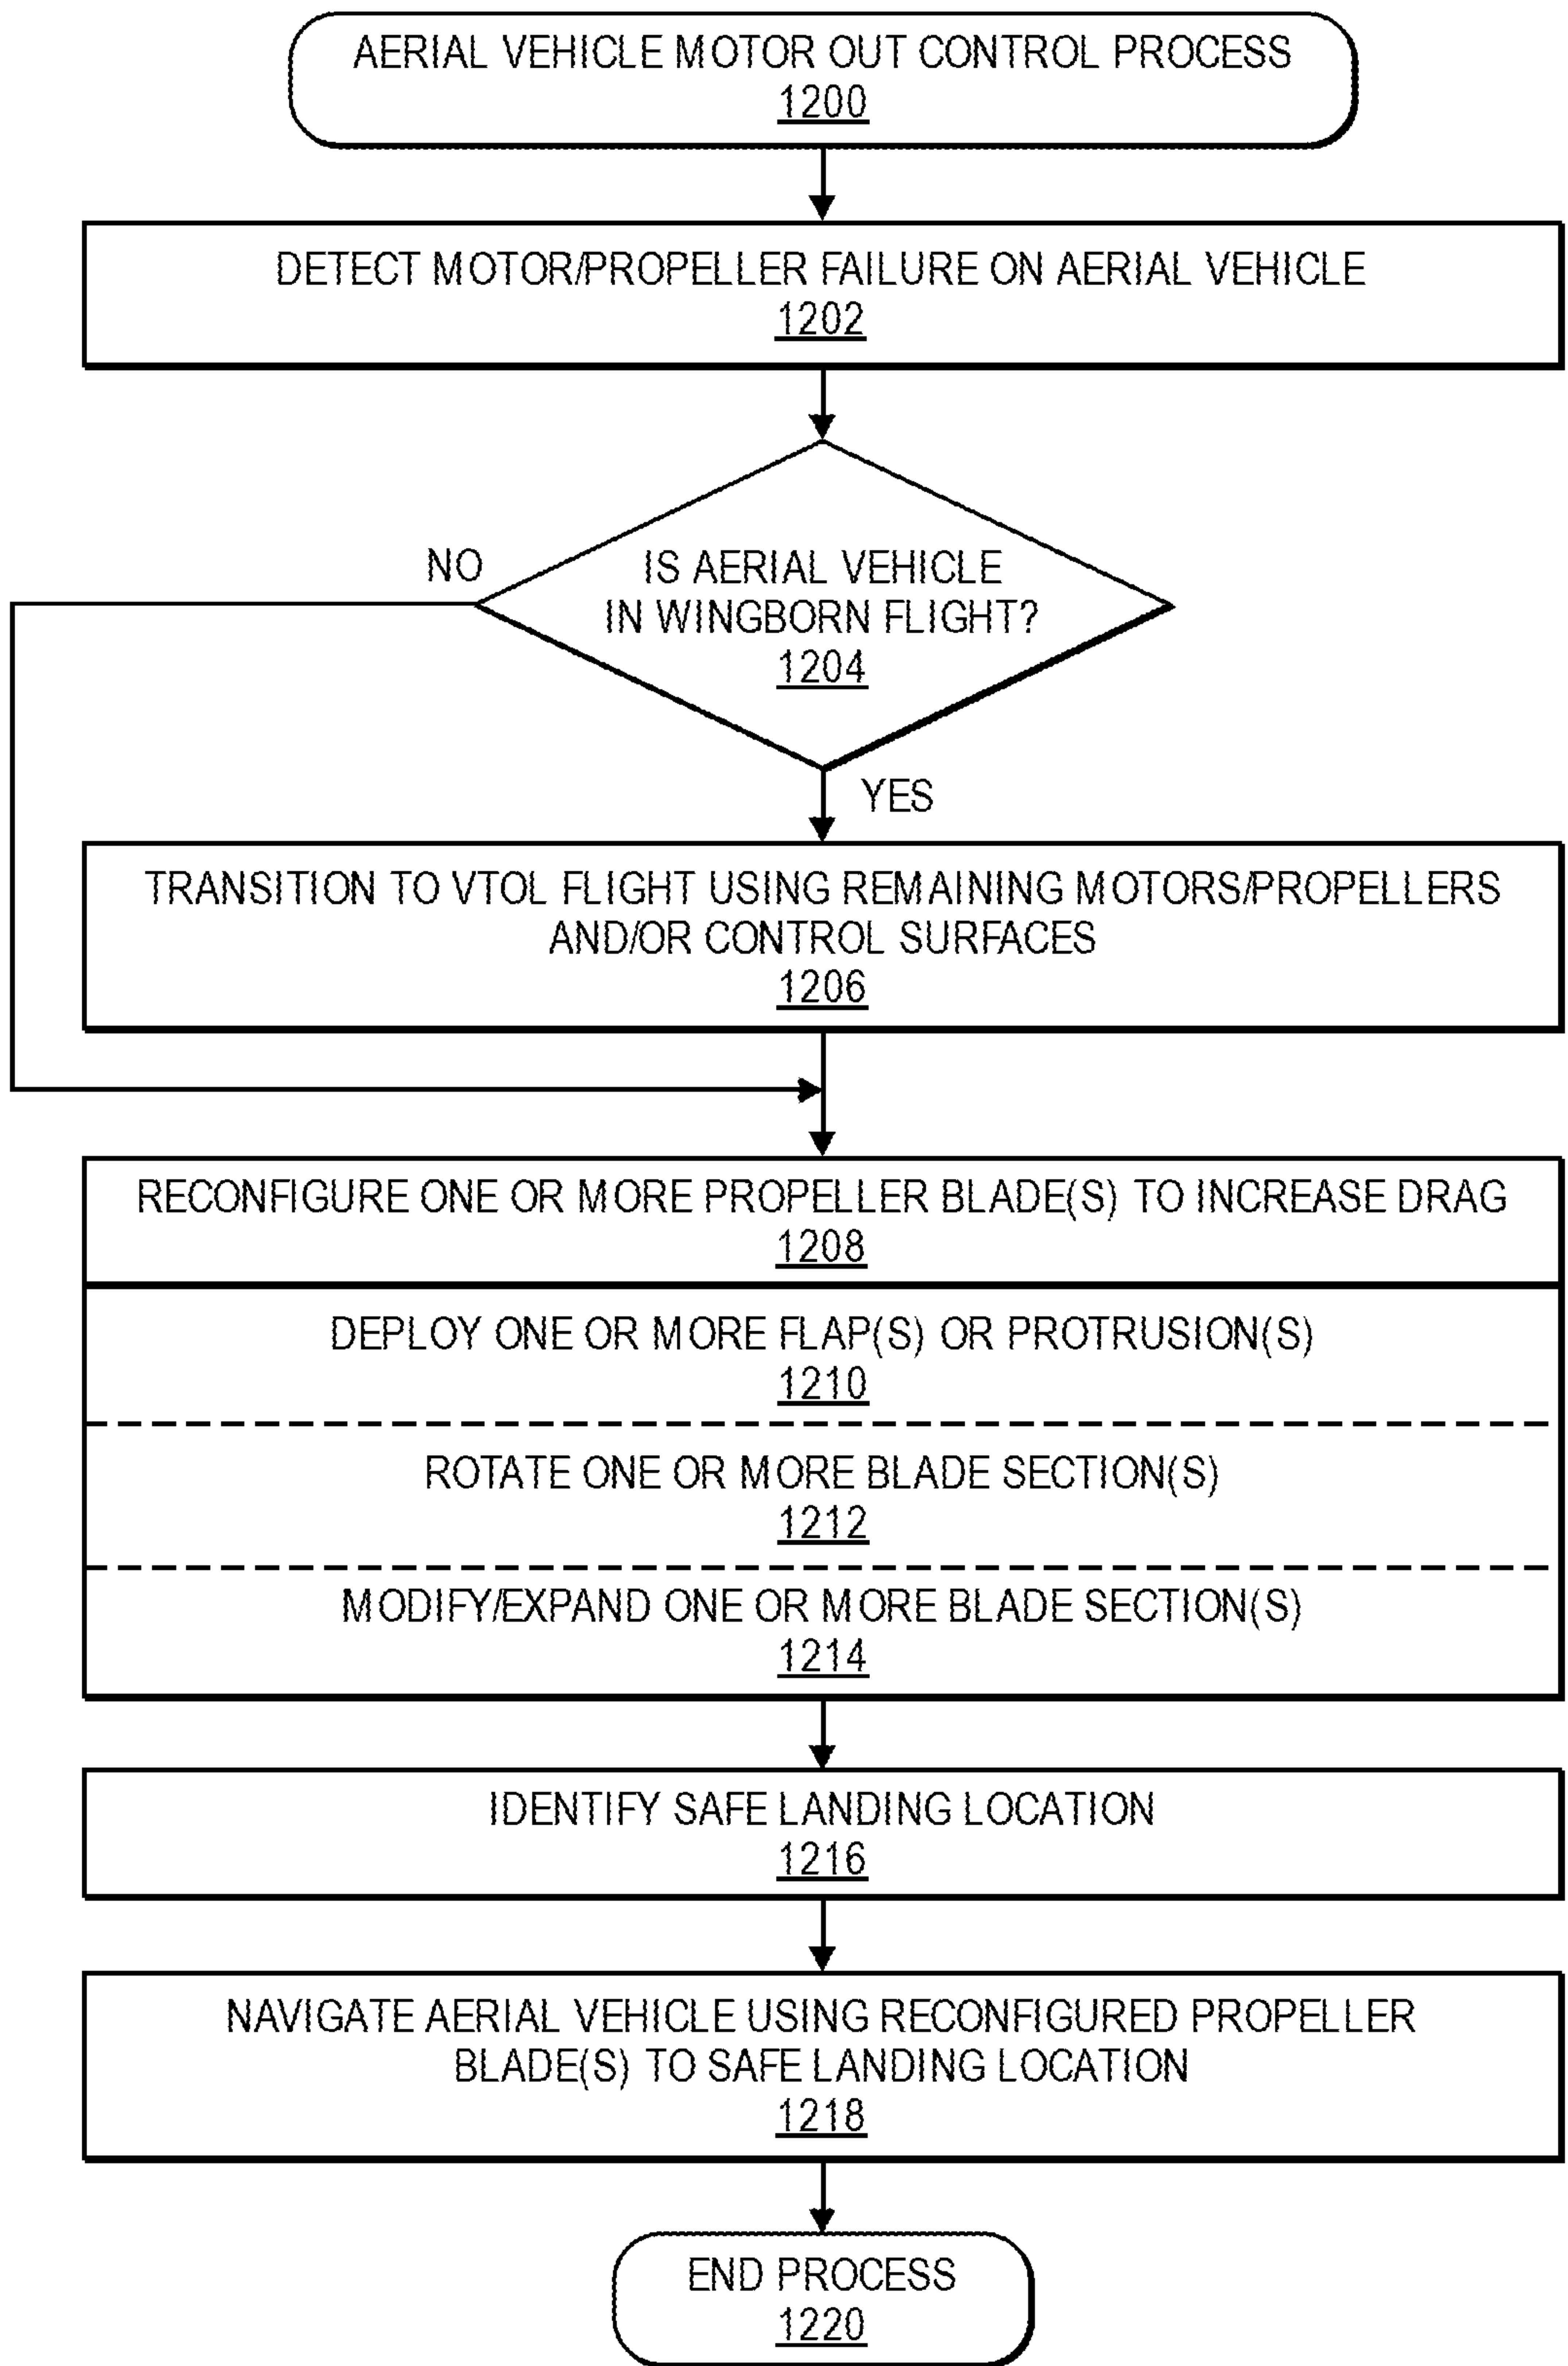 AERIAL VEHICLE MOTOR OUT CONTROL PROCESS
1200
DETECT MOTOR/PROPELLER FAILURE ON AERIAL VEHICLE
1202
NO
IS AERIAL VEHICLE
IN WINGBORN FLIGHT?
1204
YES
TRANSITION TO VTOL FLIGHT USING REMAINING MOTORS/PROPELLERS
AND/OR CONTROL SURFACES
1206
RECONFIGURE ONE OR MORE PROPELLER BLADE(S) TO INCREASE DRAG
1208
DEPLOY ONE OR MORE FLAP(S) OR PROTRUSION(S)
1210
ROTATE ONE OR MORE BLADE SECTION(S)
1212
MODIFY/EXPAND ONE OR MORE BLADE SECTION(S)
1214
IDENTIFY SAFE LANDING LOCATION
1216
NAVIGATE AERIAL VEHICLE USING RECONFIGURED PROPELLER
BLADE(S) TO SAFE LANDING LOCATION
1218
END PROCESS
1220